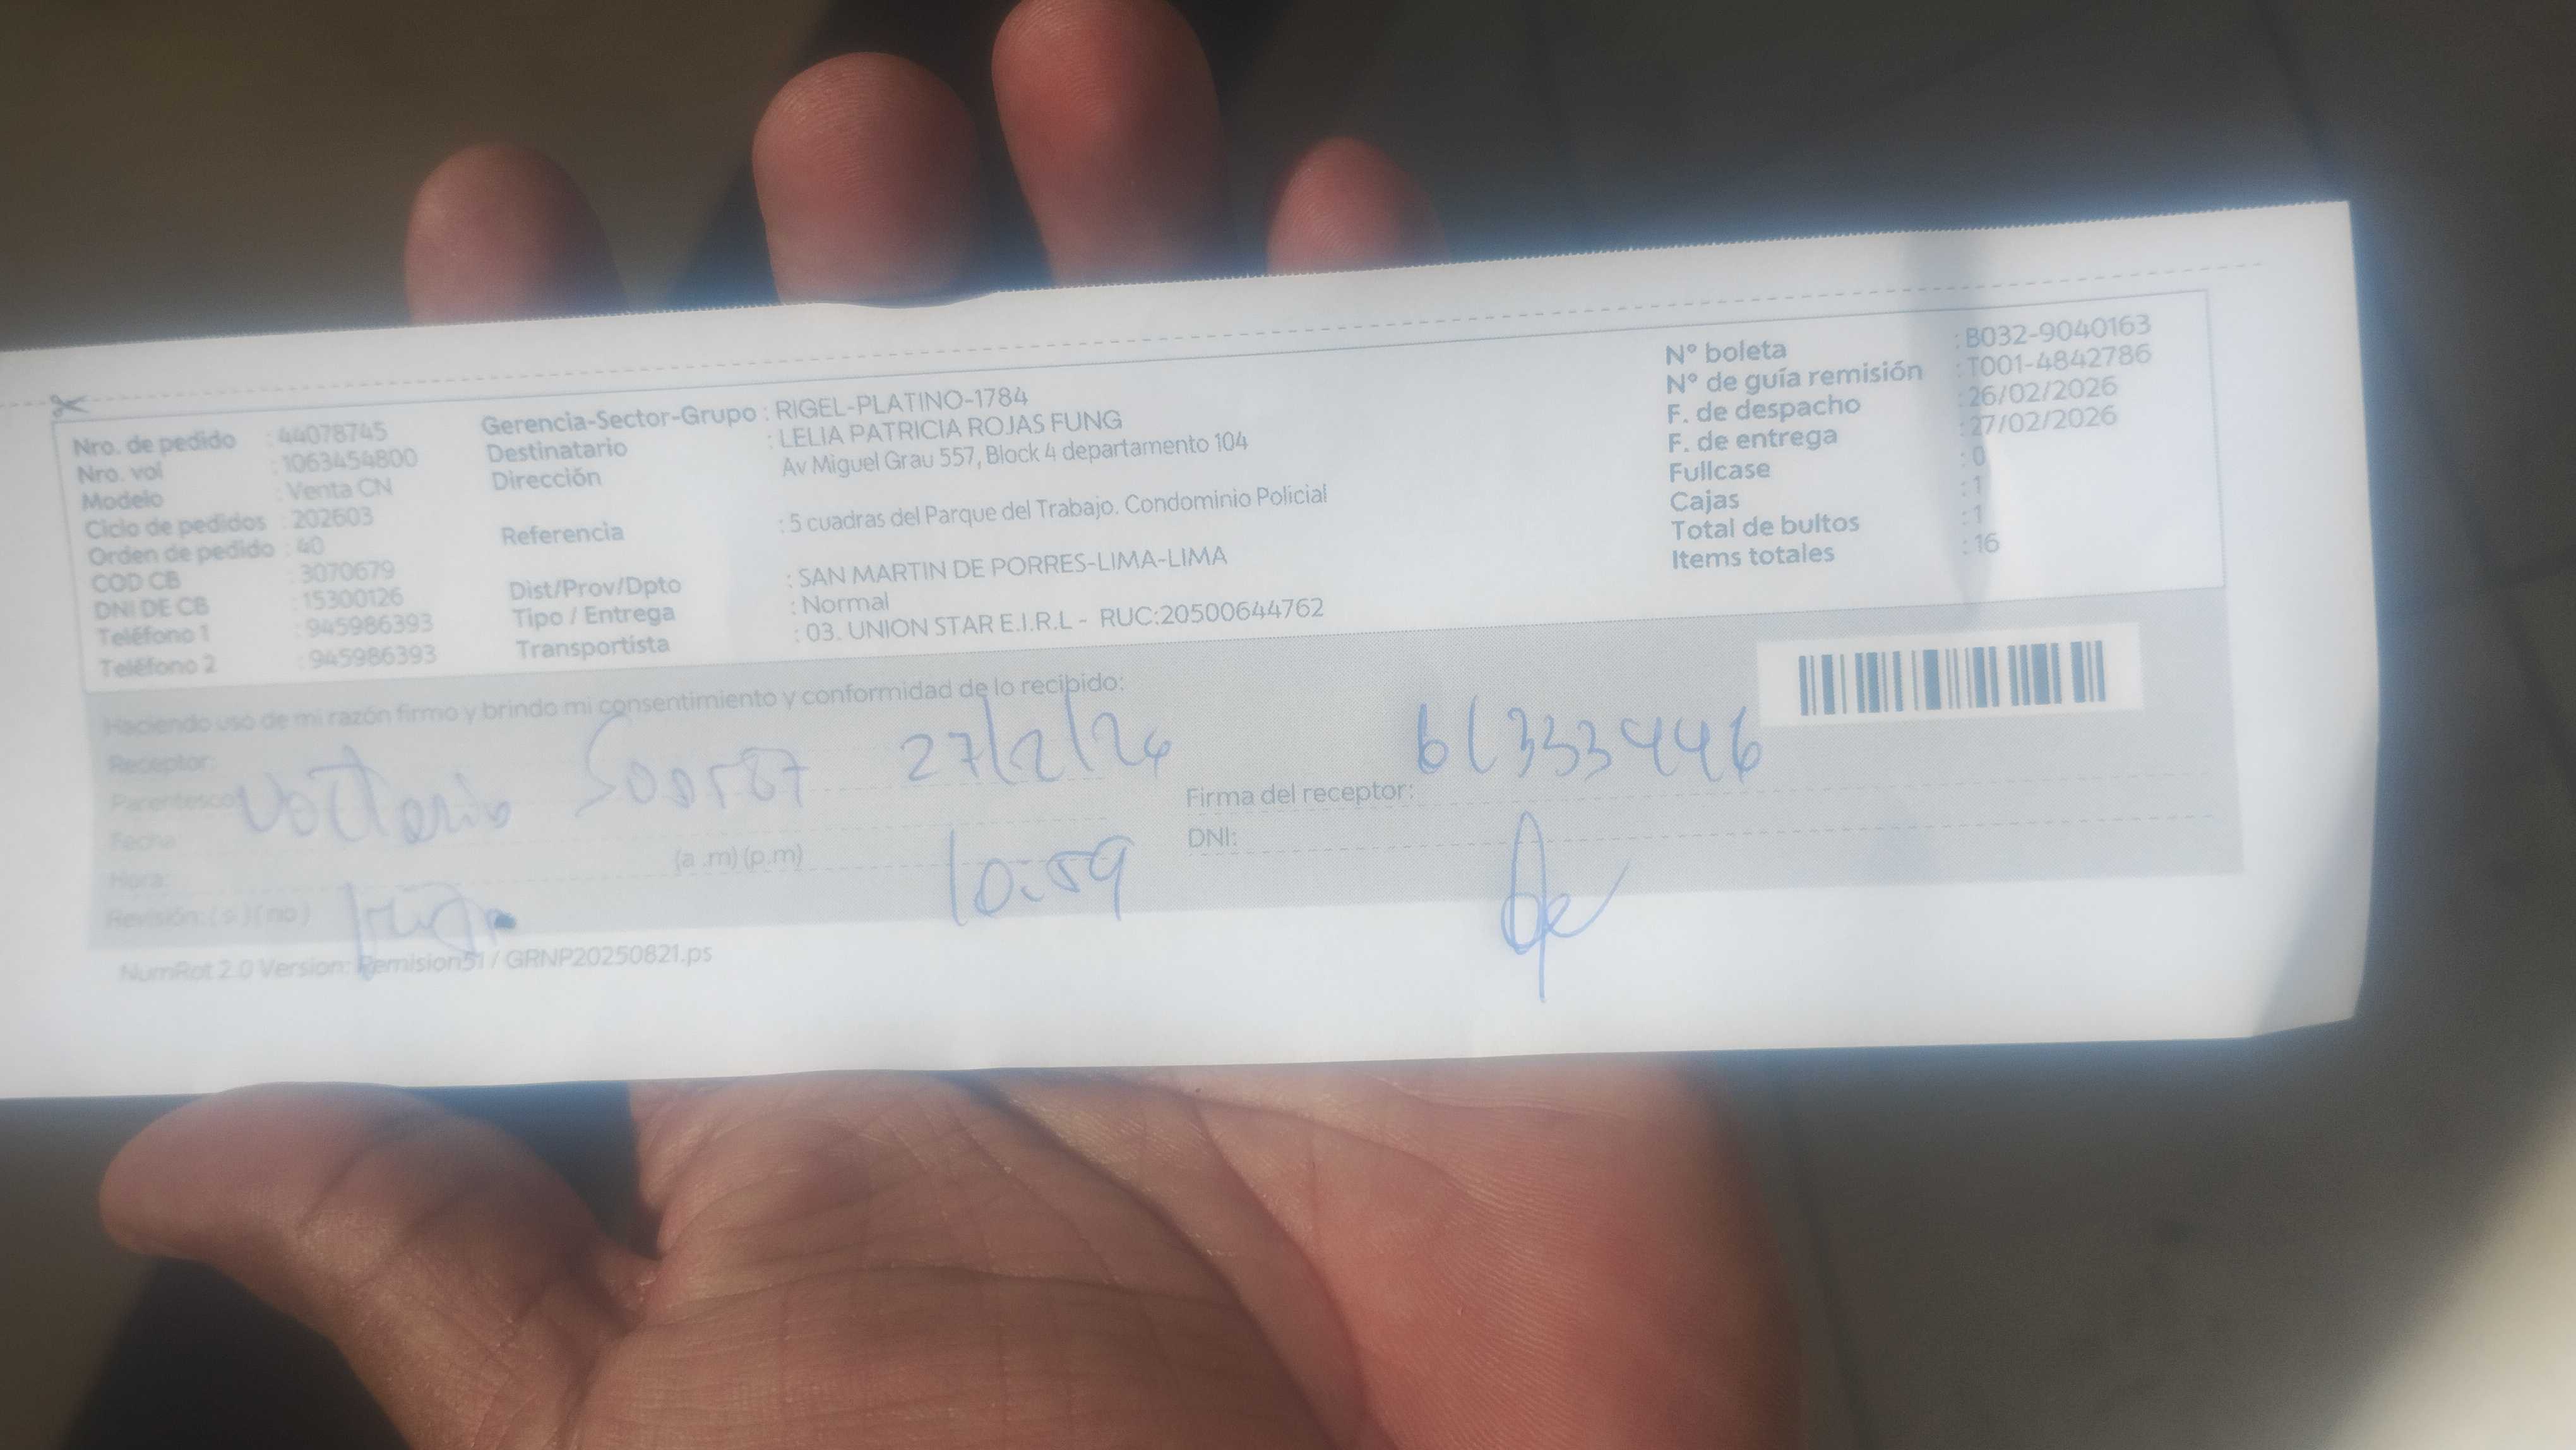 Nro. de pedido : 44078745
Nro. vol : 1063454800
Modelo : Venta CN
Ciclo de pedidos : 202603
Orden de pedido : 40
COD CB : 3070679
DNI DE CB : 15300126
Teléfono 1 : 945986393
Teléfono 2 : 945986393
Gerencia-Sector-Grupo : RIGEL-PLATINO-1784
Destinatario : LELIA PATRICIA ROJAS FUNG
Dirección Av Miguel Grau 557, Block 4 departamento 104
Referencia : 5 cuadras del Parque del Trabajo. Condominio Policial
Dist/Prov/Dpto : SAN MARTIN DE PORRES-LIMA-LIMA
Tipo / Entrega : Normal
Transportista : 03. UNION STAR E.I.R.L - RUC:20500644762
N° boleta : B032-9040163
N° de guía remisión : T001-4842786
F. de despacho : 26/02/2026
F. de entrega : 27/02/2026
Fullcase : 0
Cajas : 1
Total de bultos : 1
Items totales : 16
Haciendo uso de mi razón firmo y brindo mi consentimiento y conformidad de lo recibido:
Receptor:
Parentesco:
27/2/26
613334446
Firma del receptor:
Fecha:
DNI:
Hora: (a .m) (p.m)
10:59
Revisión: ( si ) ( no )
NumRot 2.0 Version: Remision51 / GRNP20250821.ps